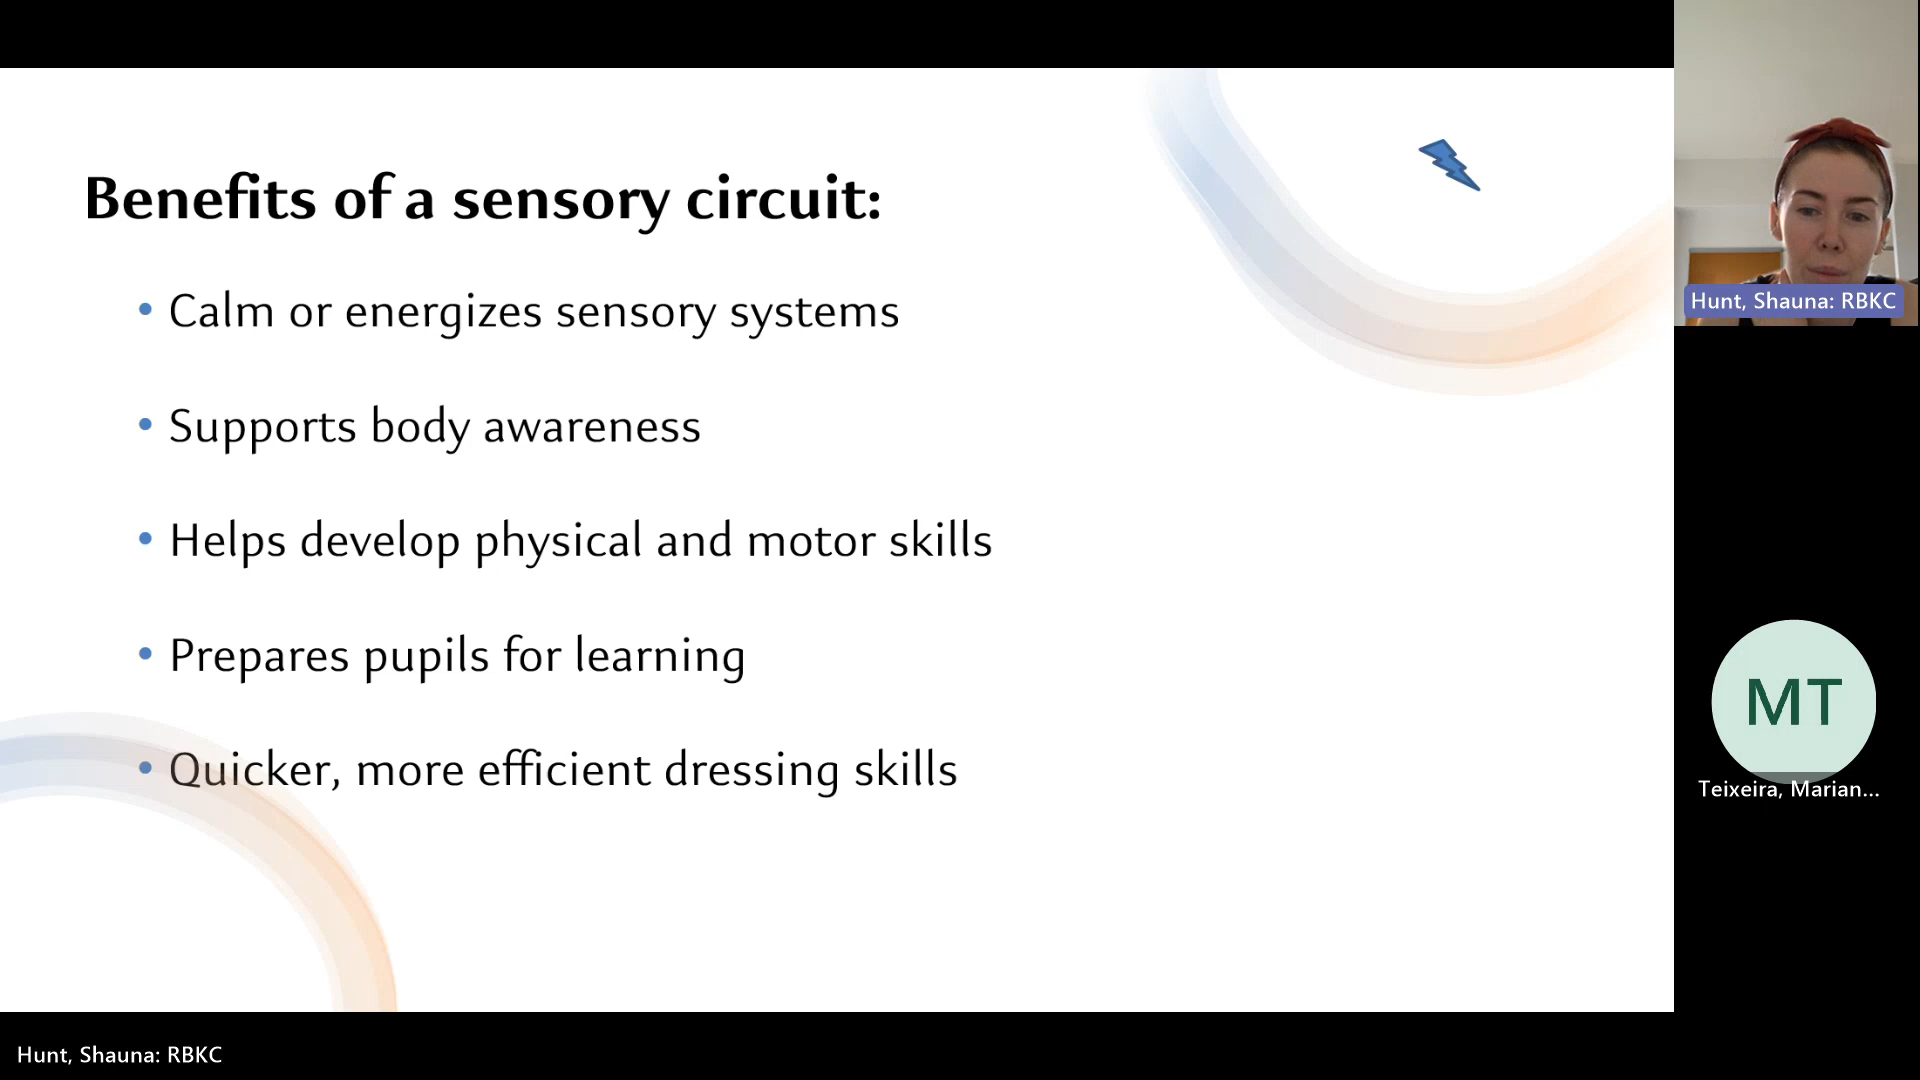 Benefits of a sensory circuit:
• Calm or energizes sensory systems
• Supports body awareness
• Helps develop physical and motor skills
• Prepares pupils for learning
• Quicker, more efficient dressing skills
Hunt, Shauna: RBKC
MT
Teixeira, Marian...
Hunt, Shauna: RBKC